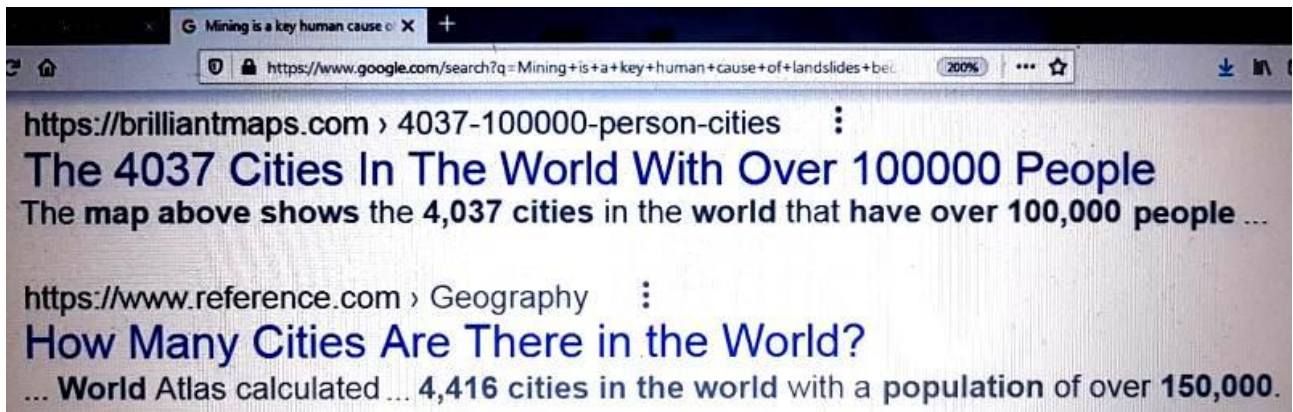 G Mining is a key human cause o
https://www.google.com/search?q=Mining+is+a+key+human+cause+of+landslides+bec 200%
https://brilliantmaps.com › 4037-100000-person-cities
The 4037 Cities In The World With Over 100000 People
The map above shows the 4,037 cities in the world that have over 100,000 people ...
https://www.reference.com › Geography
How Many Cities Are There in the World?
... World Atlas calculated ... 4,416 cities in the world with a population of over 150,000.